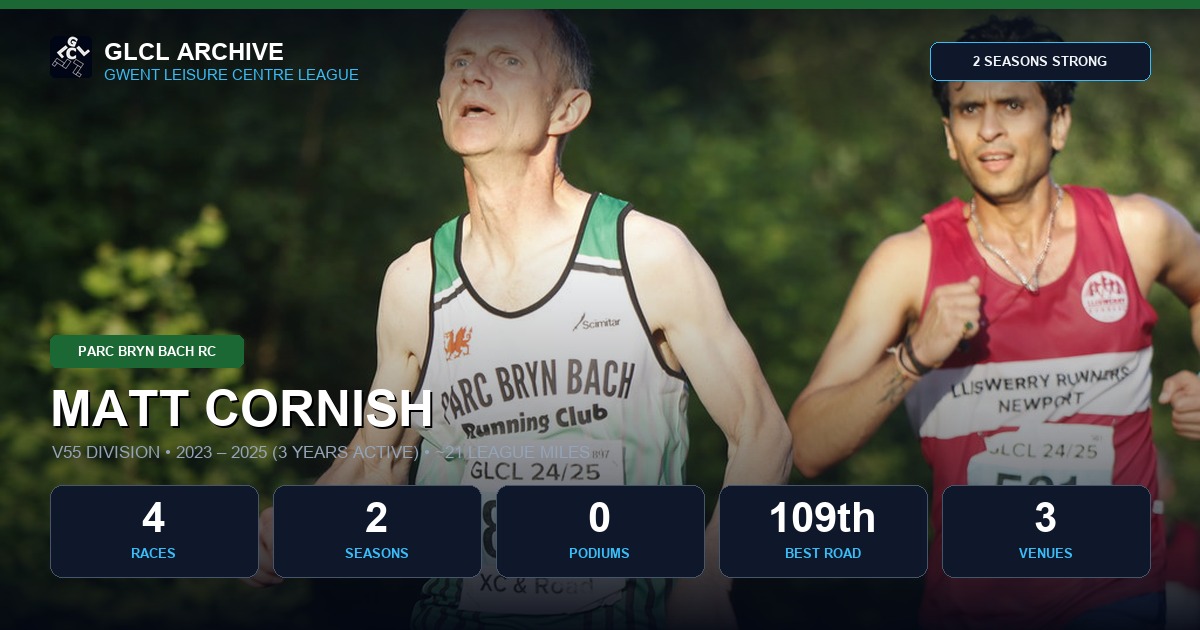 GLCL ARCHIVE
GWENT LEISURE CENTRE LEAGUE
2 SEASONS STRONG
Scimitar
PARC BRYN BACH
Running Club
897
GLCL 24/25
XC & Road
LLISWERRY RUNNERS
NEWPORT
GLCL 24/25
PARC BRYN BACH RC
MATT CORNISH
V55 DIVISION • 2023 – 2025 (3 YEARS ACTIVE) • ~21 LEAGUE MILES
4
RACES
2
SEASONS
0
PODIUMS
109th
BEST ROAD
3
VENUES